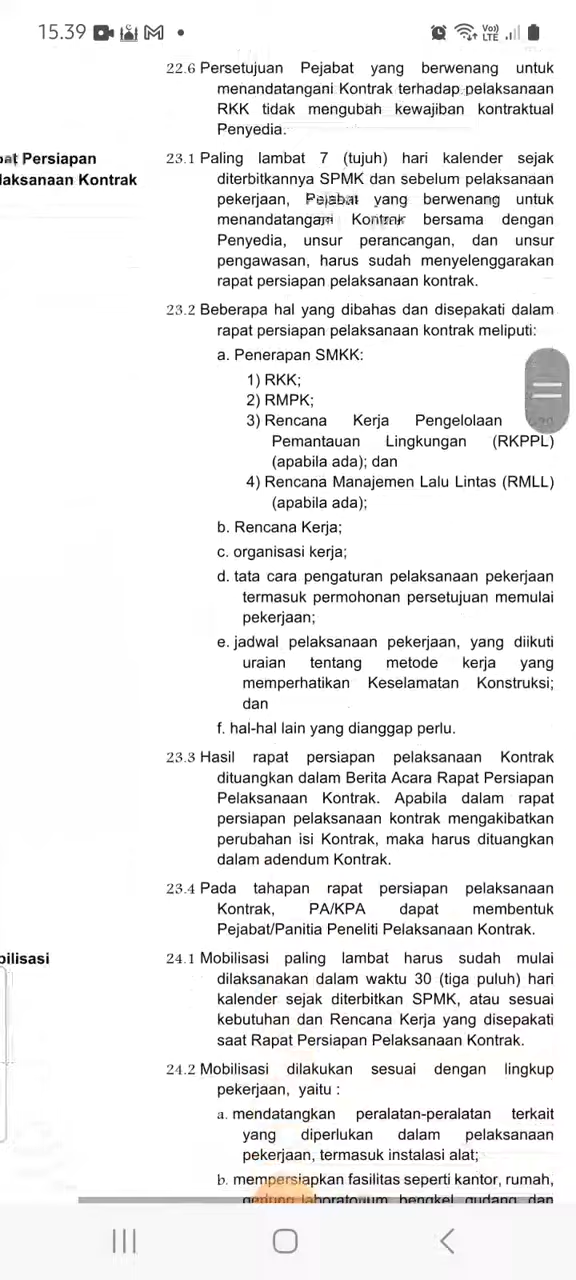 15.39
Vo))
LTE
22.6 Persetujuan Pejabat yang berwenang untuk
menandatangani Kontrak terhadap pelaksanaan
RKK tidak mengubah kewajiban kontraktual
Penyedia.
Persiapan
23.1 Paling lambat 7 (tujuh) hari kalender sejak
laksanaan Kontrak
diterbitkannya SPMK dan sebelum pelaksanaan
pekerjaan, Pejabat yang berwenang untuk
menandatangani Kontrak bersama dengan
Penyedia, unsur perancangan, dan unsur
pengawasan, harus sudah menyelenggarakan
rapat persiapan pelaksanaan kontrak.
23.2 Beberapa hal yang dibahas dan disepakati dalam
rapat persiapan pelaksanaan kontrak meliputi:
a. Penerapan SMKK:
1) RKK;
2) RMPK;
3) Rencana Kerja Pengelolaan
Pemantauan Lingkungan (RKPPL)
(apabila ada); dan
4) Rencana Manajemen Lalu Lintas (RMLL)
(apabila ada);
b. Rencana Kerja;
c. organisasi kerja;
d. tata cara pengaturan pelaksanaan pekerjaan
termasuk permohonan persetujuan memulai
pekerjaan;
e. jadwal pelaksanaan pekerjaan, yang diikuti
uraian tentang metode kerja yang
memperhatikan Keselamatan Konstruksi;
dan
f. hal-hal lain yang dianggap perlu.
23.3 Hasil rapat persiapan pelaksanaan Kontrak
dituangkan dalam Berita Acara Rapat Persiapan
Pelaksanaan Kontrak. Apabila dalam rapat
persiapan pelaksanaan kontrak mengakibatkan
perubahan isi Kontrak, maka harus dituangkan
dalam adendum Kontrak.
23.4 Pada tahapan rapat persiapan pelaksanaan
Kontrak, PA/KPA dapat membentuk
Pejabat/Panitia Peneliti Pelaksanaan Kontrak.
bilisasi
24.1 Mobilisasi paling lambat harus sudah mulai
dilaksanakan dalam waktu 30 (tiga puluh) hari
kalender sejak diterbitkan SPMK, atau sesuai
kebutuhan dan Rencana Kerja yang disepakati
saat Rapat Persiapan Pelaksanaan Kontrak.
24.2 Mobilisasi dilakukan sesuai dengan lingkup
pekerjaan, yaitu :
a. mendatangkan peralatan-peralatan terkait
yang diperlukan dalam pelaksanaan
pekerjaan, termasuk instalasi alat;
b. mempersiapkan fasilitas seperti kantor, rumah,
gedung laboratorium bengkel gudang dan